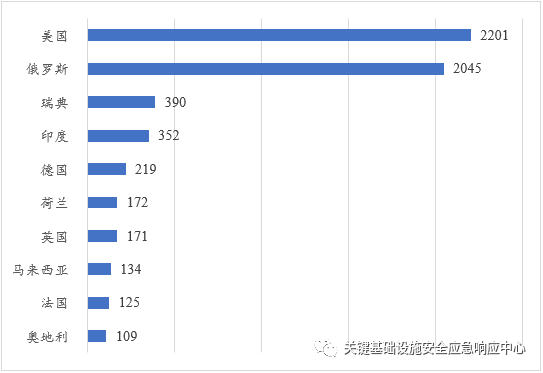 美国 2201
俄罗斯 2045
瑞典 390
印度 352
德国 219
荷兰 172
英国 171
马来西亚 134
法国 125
奥地利 109
关键基础设施安全应急响应中心